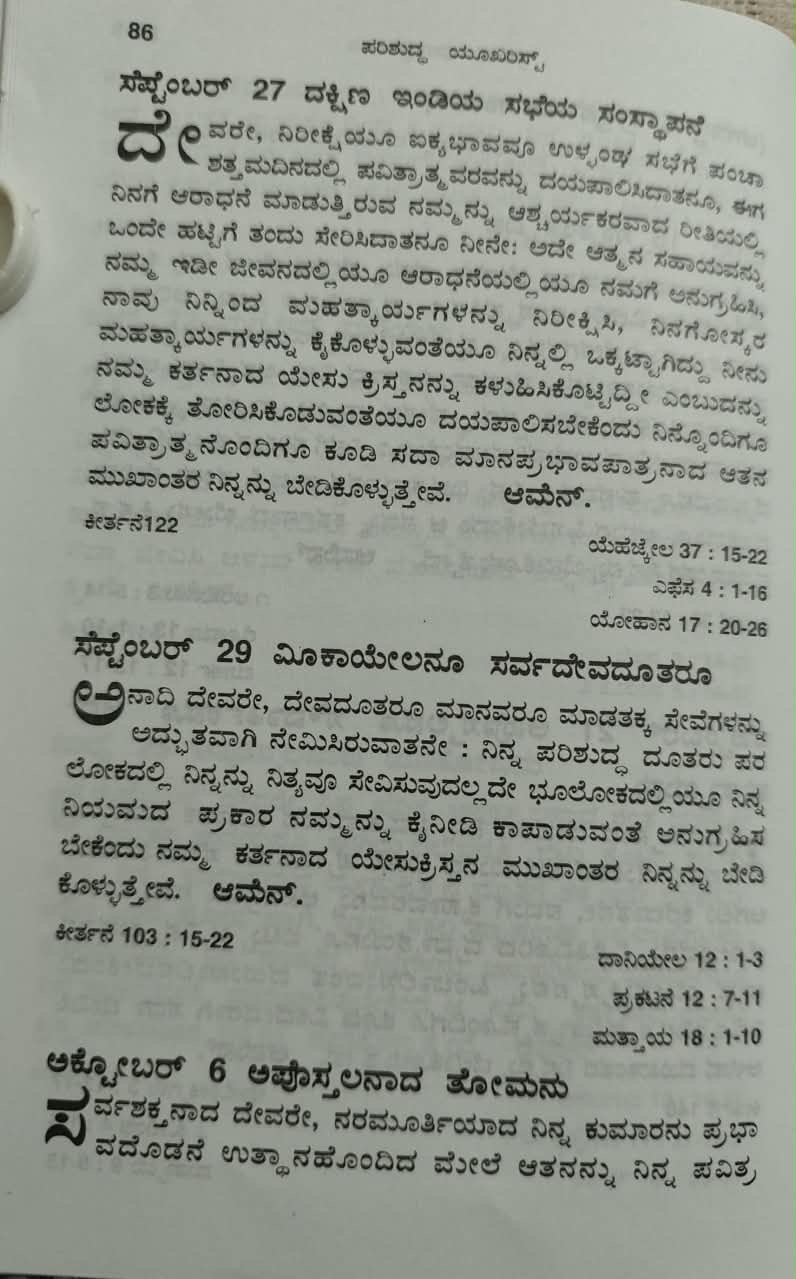 86
ಪರಿಶುದ್ಧ ಯೂಖರಿಸ್ಟ್
ಸೆಪ್ಟೆಂಬರ್ 27 ದಕ್ಷಿಣ ಇಂಡಿಯ ಸಭೆಯ ಸಂಸ್ಥಾಪನೆ
ದೇವರೇ, ನಿರೀಕ್ಷೆಯೂ ಐಕ್ಯಭಾವವೂ ಉಳ್ಳಂಥ ಸಭೆಗೆ ಪಂಚಾ
ಶತ್ತಮದಿನದಲ್ಲಿ ಪವಿತ್ರಾತ್ಮವರವನ್ನು ದಯಪಾಲಿಸಿದಾತನೂ, ಈಗ
ನಿನಗೆ ಆರಾಧನೆ ಮಾಡುತ್ತಿರುವ ನಮ್ಮನ್ನು ಆಶ್ಚರ್ಯಕರವಾದ ರೀತಿಯಲ್ಲಿ
ಒಂದೇ ಹಟ್ಟಿಗೆ ತಂದು ಸೇರಿಸಿದಾತನೂ ನೀನೇ: ಅದೇ ಆತ್ಮನ ಸಹಾಯವನ್ನು
ನಮ್ಮ ಇಡೀ ಜೀವನದಲ್ಲಿಯೂ ಆರಾಧನೆಯಲ್ಲಿಯೂ ನಮಗೆ ಅನುಗ್ರಹಿಸಿ,
ನಾವು ನಿನ್ನಿಂದ ಮಹತ್ಕಾರ್ಯಗಳನ್ನು ನಿರೀಕ್ಷಿಸಿ, ನಿನಗೋಸ್ಕರ
ಮಹತ್ಕಾರ್ಯಗಳನ್ನು ಕೈಕೊಳ್ಳುವಂತೆಯೂ ನಿನ್ನಲ್ಲಿ ಒಕ್ಕಟ್ಟಾಗಿದ್ದು ನೀನು
ನಮ್ಮ ಕರ್ತನಾದ ಯೇಸು ಕ್ರಿಸ್ತನನ್ನು ಕಳುಹಿಸಿಕೊಟ್ಟಿದ್ದೀ ಎಂಬುದನ್ನು
ಲೋಕಕ್ಕೆ ತೋರಿಸಿಕೊಡುವಂತೆಯೂ ದಯಪಾಲಿಸಬೇಕೆಂದು ನಿನ್ನೊಂದಿಗೂ
ಪವಿತ್ರಾತ್ಮನೊಂದಿಗೂ ಕೂಡಿ ಸದಾ ಮಾನಪ್ರಭಾವಪಾತ್ರನಾದ ಆತನ
ಮುಖಾಂತರ ನಿನ್ನನ್ನು ಬೇಡಿಕೊಳ್ಳುತ್ತೇವೆ. ಆಮೆನ್.
ಕೀರ್ತನೆ122
ಯೆಹೆಜ್ಕೇಲ 37 : 15-22
ಎಫೆಸ 4 : 1-16
ಯೋಹಾನ 17 : 20-26
ಸೆಪ್ಟೆಂಬರ್ 29 ಮೀಕಾಯೇಲನೂ ಸರ್ವದೇವದೂತರೂ
ಅನಾದಿ ದೇವರೇ, ದೇವದೂತರೂ ಮಾನವರೂ ಮಾಡತಕ್ಕ ಸೇವೆಗಳನ್ನು
ಅದ್ಭುತವಾಗಿ ನೇಮಿಸಿರುವಾತನೇ : ನಿನ್ನ ಪರಿಶುದ್ಧ ದೂತರು ಪರ
ಲೋಕದಲ್ಲಿ ನಿನ್ನನ್ನು ನಿತ್ಯವೂ ಸೇವಿಸುವುದಲ್ಲದೇ ಭೂಲೋಕದಲ್ಲಿಯೂ ನಿನ್ನ
ನಿಯಮದ ಪ್ರಕಾರ ನಮ್ಮನ್ನು ಕೈನೀಡಿ ಕಾಪಾಡುವಂತೆ ಅನುಗ್ರಹಿಸ
ಬೇಕೆಂದು ನಮ್ಮ ಕರ್ತನಾದ ಯೇಸುಕ್ರಿಸ್ತನ ಮುಖಾಂತರ ನಿನ್ನನ್ನು ಬೇಡಿ
ಕೊಳ್ಳುತ್ತೇವೆ. ಆಮೆನ್.
ಕೀರ್ತನೆ 103 : 15-22
ದಾನಿಯೇಲ 12 : 1-3
ಪ್ರಕಟನೆ 12 : 7-11
ಮತ್ತಾಯ 18 : 1-10
ಅಕ್ಟೋಬರ್ 6 ಅಪೊಸ್ತಲನಾದ ತೋಮನು
ಸರ್ವಶಕ್ತನಾದ ದೇವರೇ, ನರಮೂರ್ತಿಯಾದ ನಿನ್ನ ಕುಮಾರನು ಪ್ರಭಾ
ವದೊಡನೆ ಉತ್ಥಾನಹೊಂದಿದ ಮೇಲೆ ಆತನನ್ನು ನಿನ್ನ ಪವಿತ್ರ